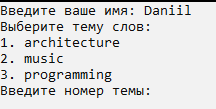 Введите ваше имя: Daniil
Выберите тему слов:
1. architecture
2. music
3. programming
Введите номер темы: